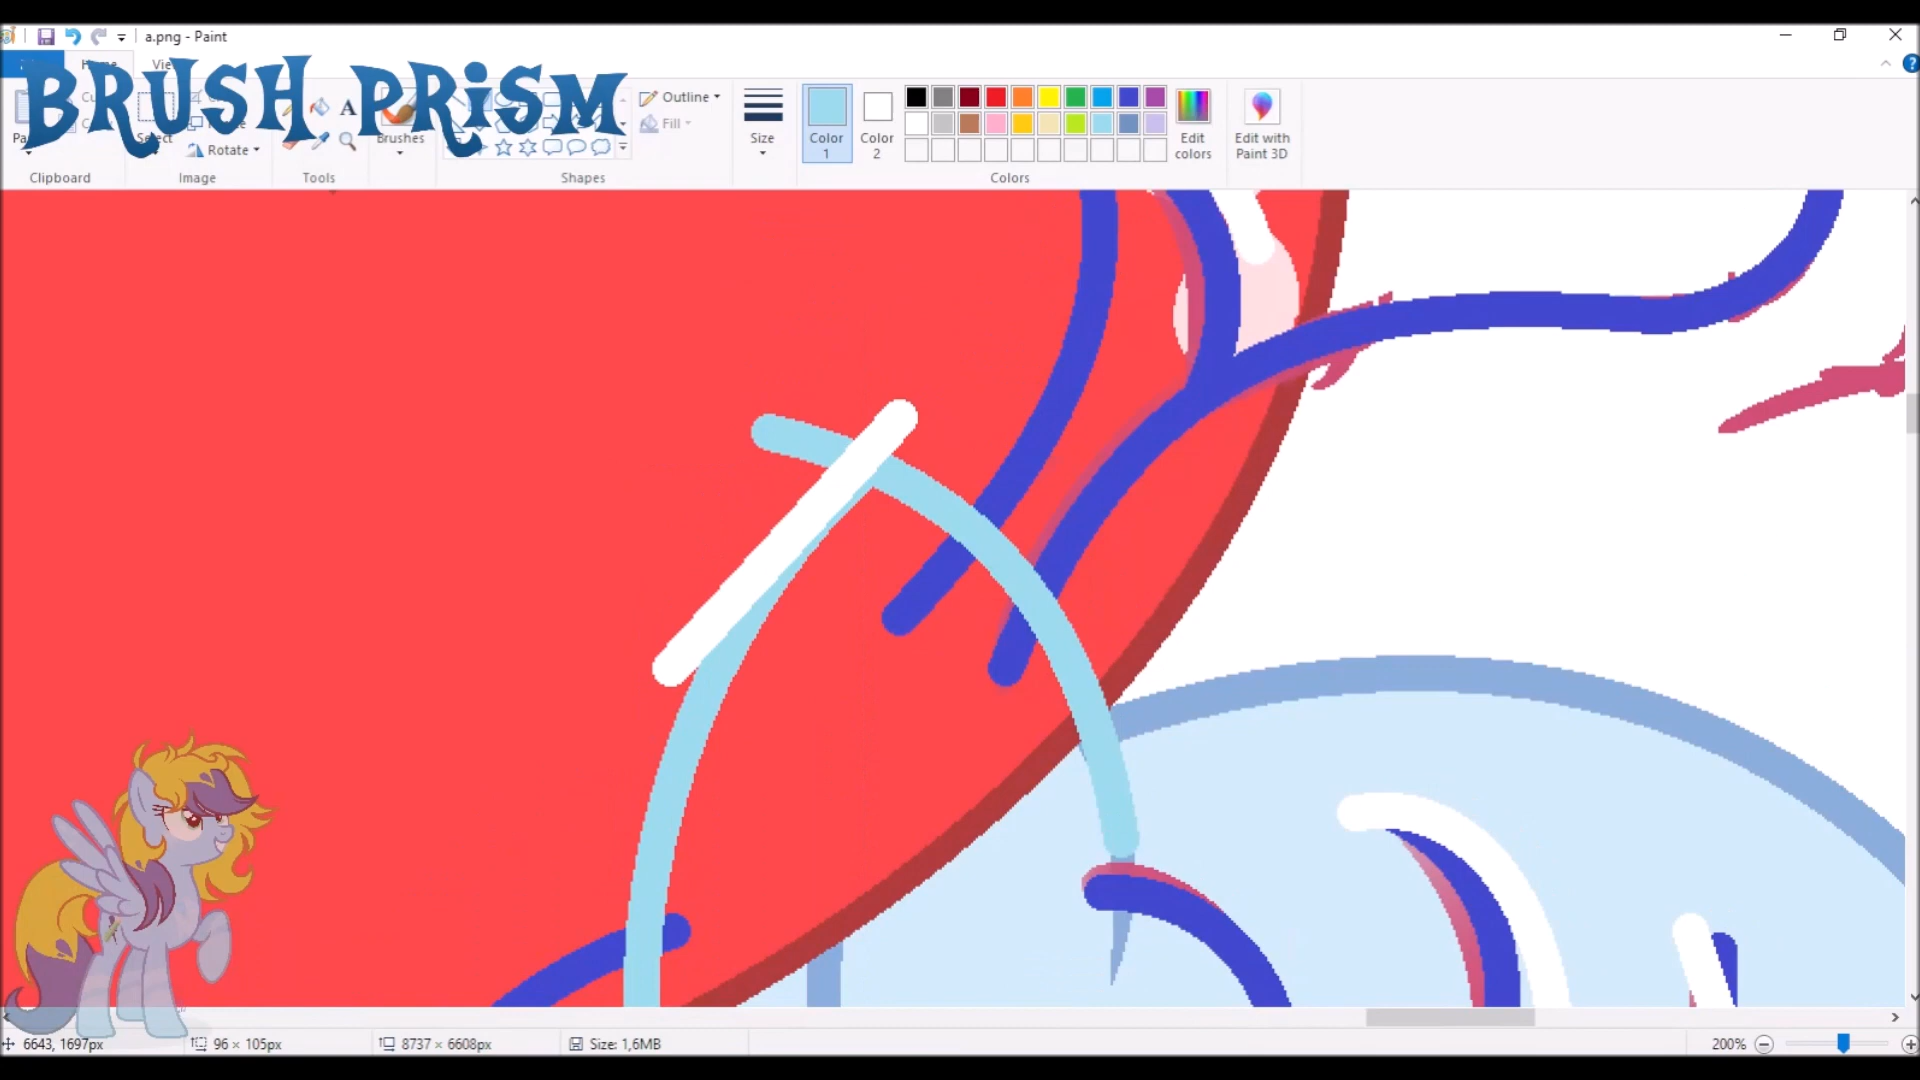 a.png - Paint
BRUSH PRiSM
Outline
Fill
Select
Rotate
Brushes
Size
Color 1
Color 2
Edit colors
Edit with Paint 3D
Clipboard
Image
Tools
Shapes
Colors
6643, 1697px
96 × 105px
8737 × 6608px
Size: 1,6MB
200%